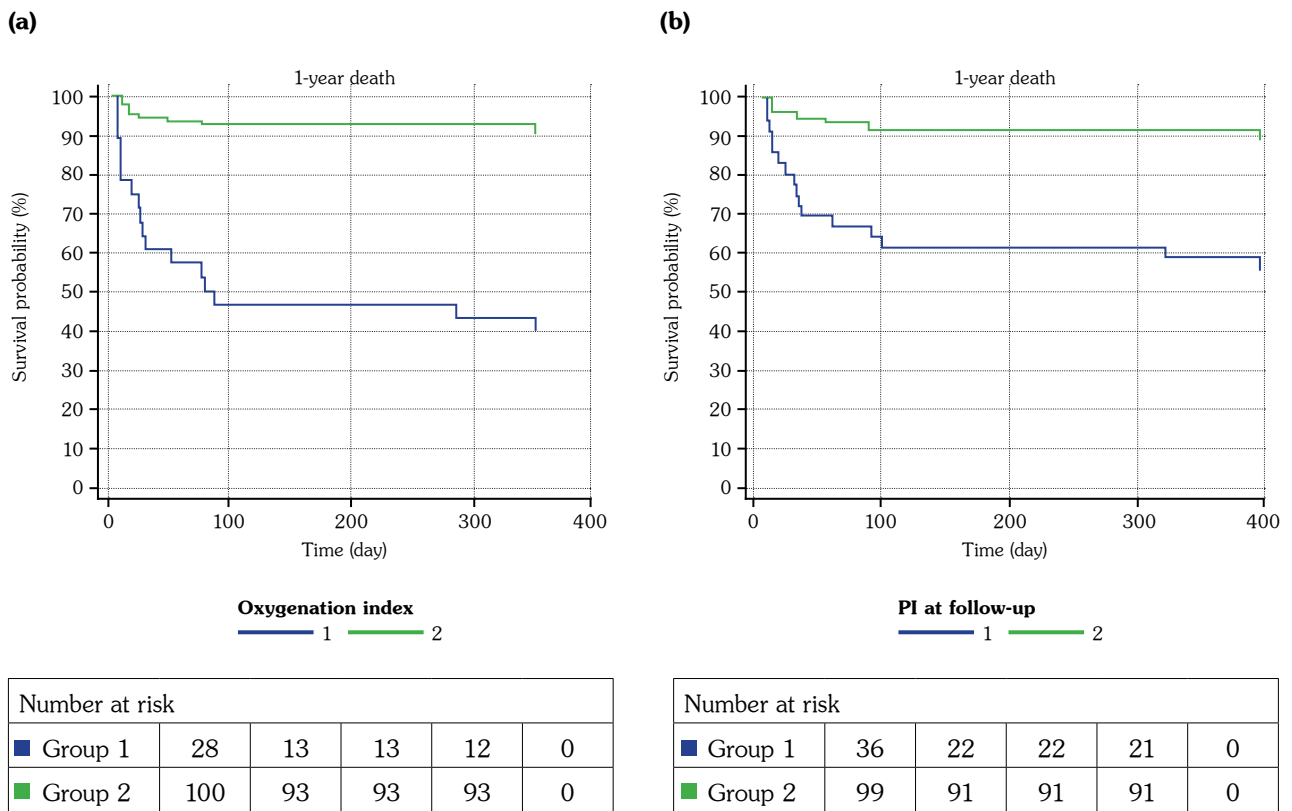 (a)
1-year death
Survival probability (%)
100
90
80
70
60
50
40
30
20
10
0
0 100 200 300 400
Time (day)
Oxygenation index
1 2
Number at risk
Group 1 28 13 13 12 0
Group 2 100 93 93 93 0
(b)
1-year death
Survival probability (%)
100
90
80
70
60
50
40
30
20
10
0
0 100 200 300 400
Time (day)
PI at follow-up
1 2
Number at risk
Group 1 36 22 22 21 0
Group 2 99 91 91 91 0